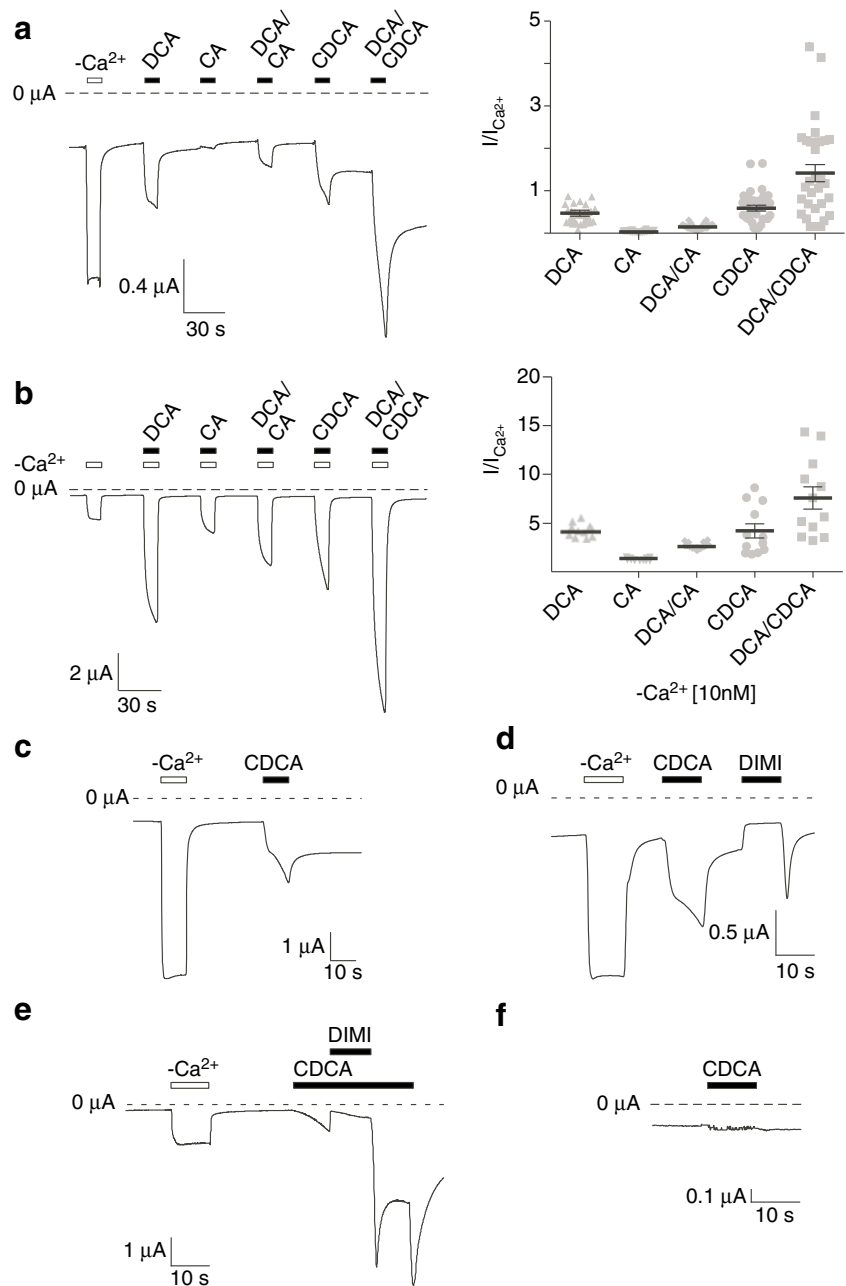 a
-Ca²⁺
DCA
CA
DCA/
CA
CDCA
DCA/
CDCA
0 µA
0.4 µA
30 s
I/I Ca²⁺
5
3
1
DCA
CA
DCA/CA
CDCA
DCA/CDCA
b
DCA
CA
DCA/
CA
CDCA
DCA/
CDCA
-Ca²⁺
0 µA
2 µA
30 s
I/I Ca²⁺
20
15
10
5
DCA
CA
DCA/CA
CDCA
DCA/CDCA
-Ca²⁺ [10nM]
c
-Ca²⁺
CDCA
0 µA
1 µA
10 s
d
-Ca²⁺
CDCA
DIMI
0 µA
0.5 µA
10 s
e
DIMI
-Ca²⁺
CDCA
0 µA
1 µA
10 s
f
CDCA
0 µA
0.1 µA
10 s